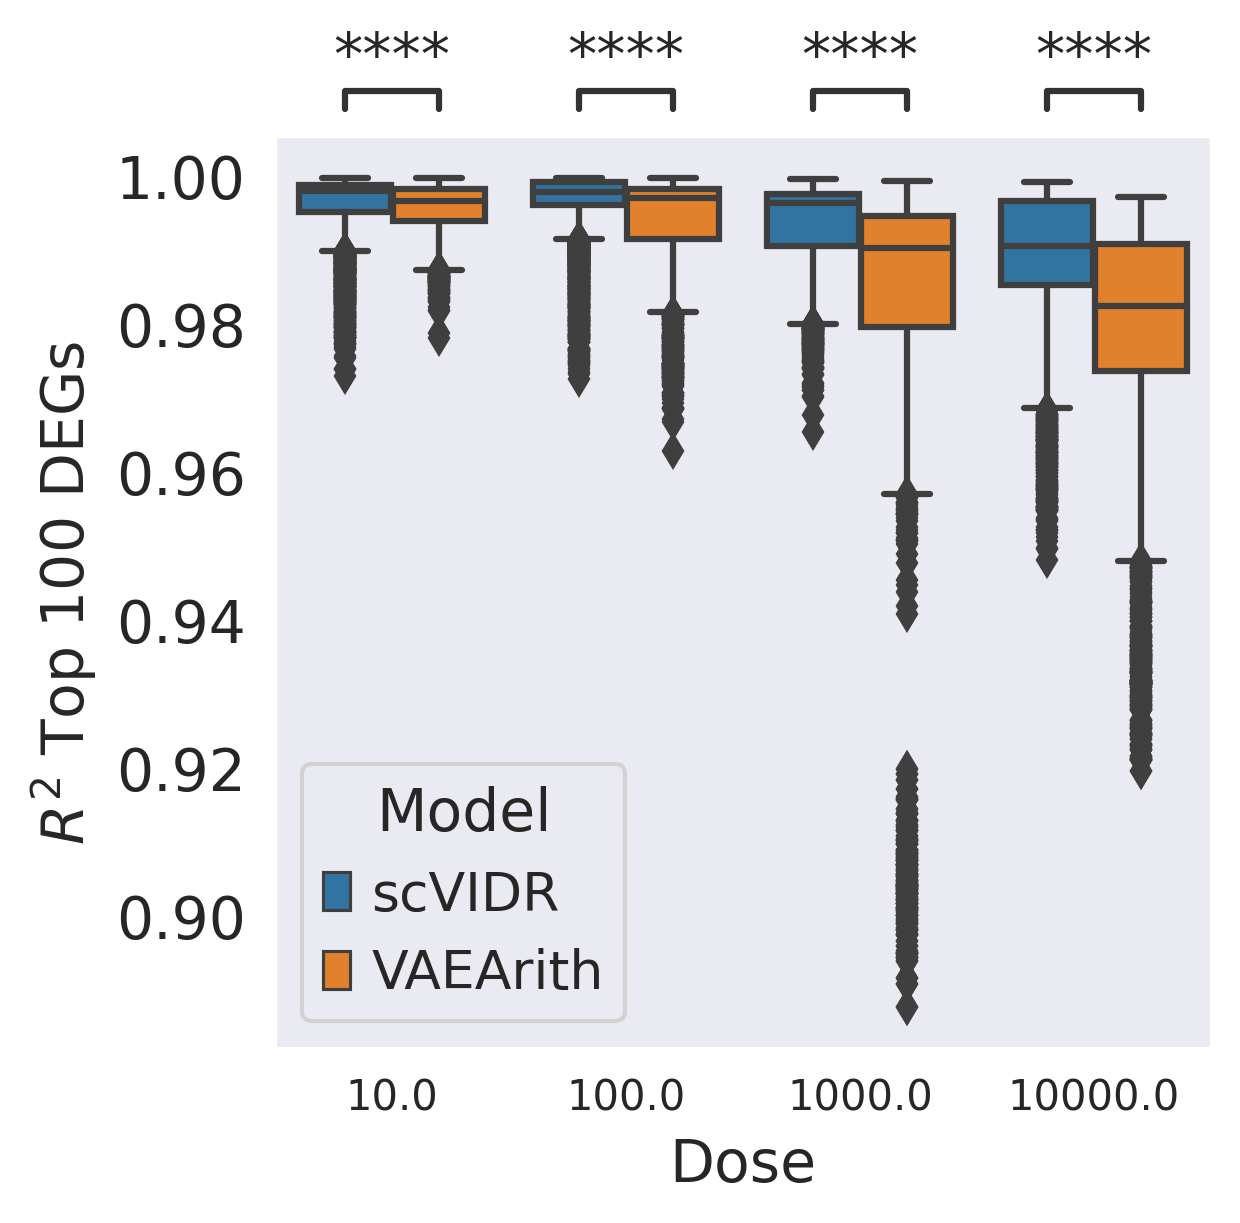 **** **** **** ****
1.00
0.98
0.96
0.94
0.92
0.90
R² Top 100 DEGs
Model
scVIDR
VAEArith
10.0 100.0 1000.0 10000.0
Dose